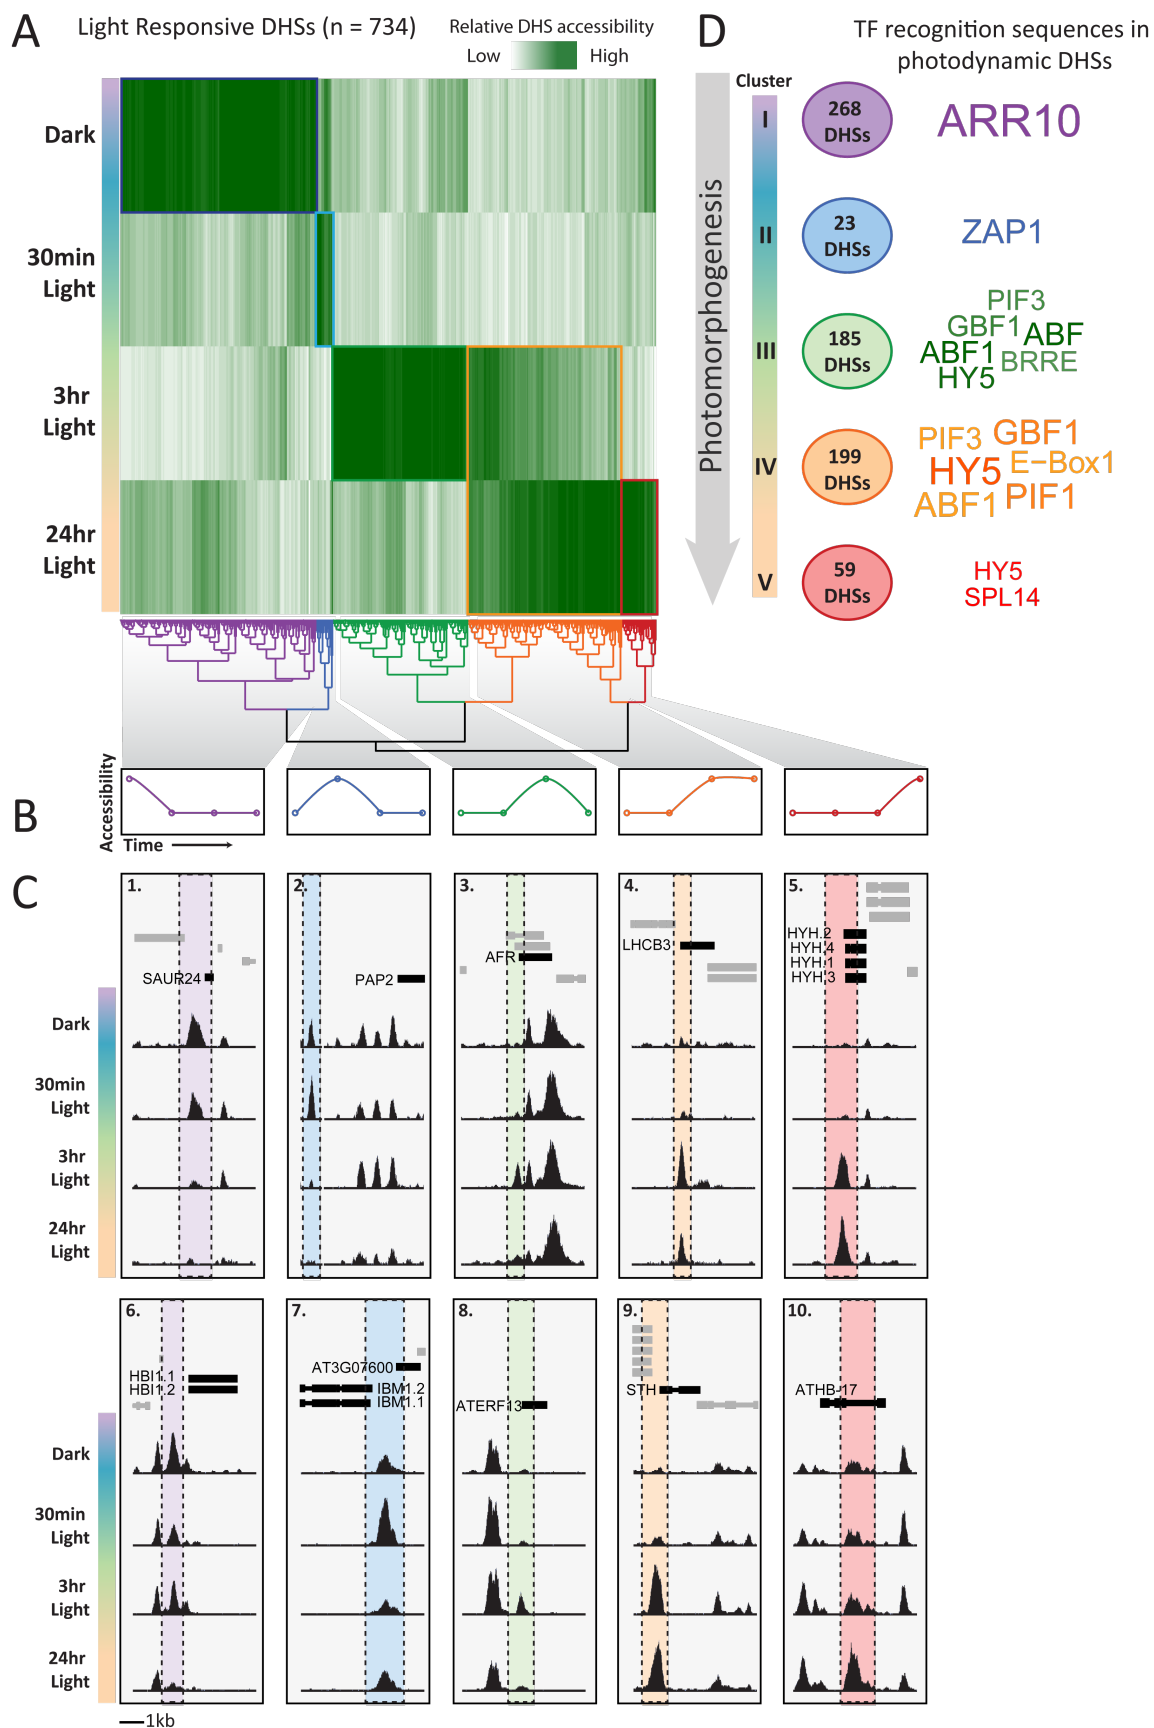 A
Light Responsive DHSs (n = 734)
Relative DHS accessibility
Low
High
Dark
30min
Light
3hr
Light
24hr
Light
D
TF recognition sequences in
photodynamic DHSs
Cluster
Photomorphogenesis
I
268
DHSs
ARR10
II
23
DHSs
ZAP1
III
185
DHSs
PIF3
GBF1
ABF
ABF1
BRRE
HY5
IV
199
DHSs
PIF3
GBF1
HY5
E-Box1
ABF1
PIF1
V
59
DHSs
HY5
SPL14
B
Accessibility
Time
C
1.
SAUR24
2.
PAP2
3.
AFR
4.
LHCB3
5.
HYH.2
HYH.4
HYH.1
HYH.3
Dark
30min
Light
3hr
Light
24hr
Light
6.
HBI1.1
HBI1.2
7.
AT3G07600
IBM1.2
IBM1.1
8.
ATERF13
9.
STH
10.
ATHB-17
Dark
30min
Light
3hr
Light
24hr
Light
1kb